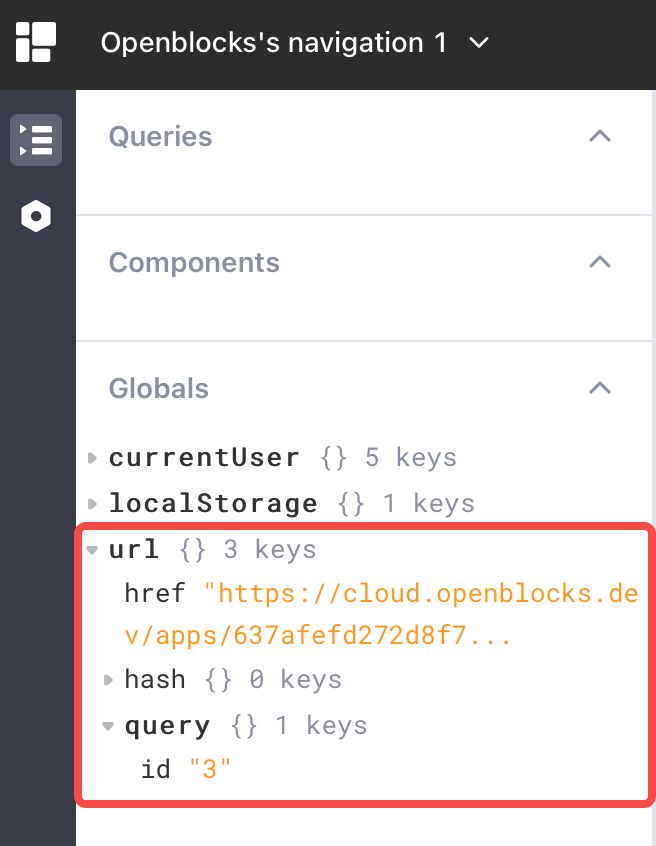 Openblocks's navigation 1
Queries
Components
Globals
currentUser {} 5 keys
localStorage {} 1 keys
url {} 3 keys
href "https://cloud.openblocks.de
v/apps/637afefd272d8f7...
hash {} 0 keys
query {} 1 keys
id "3"